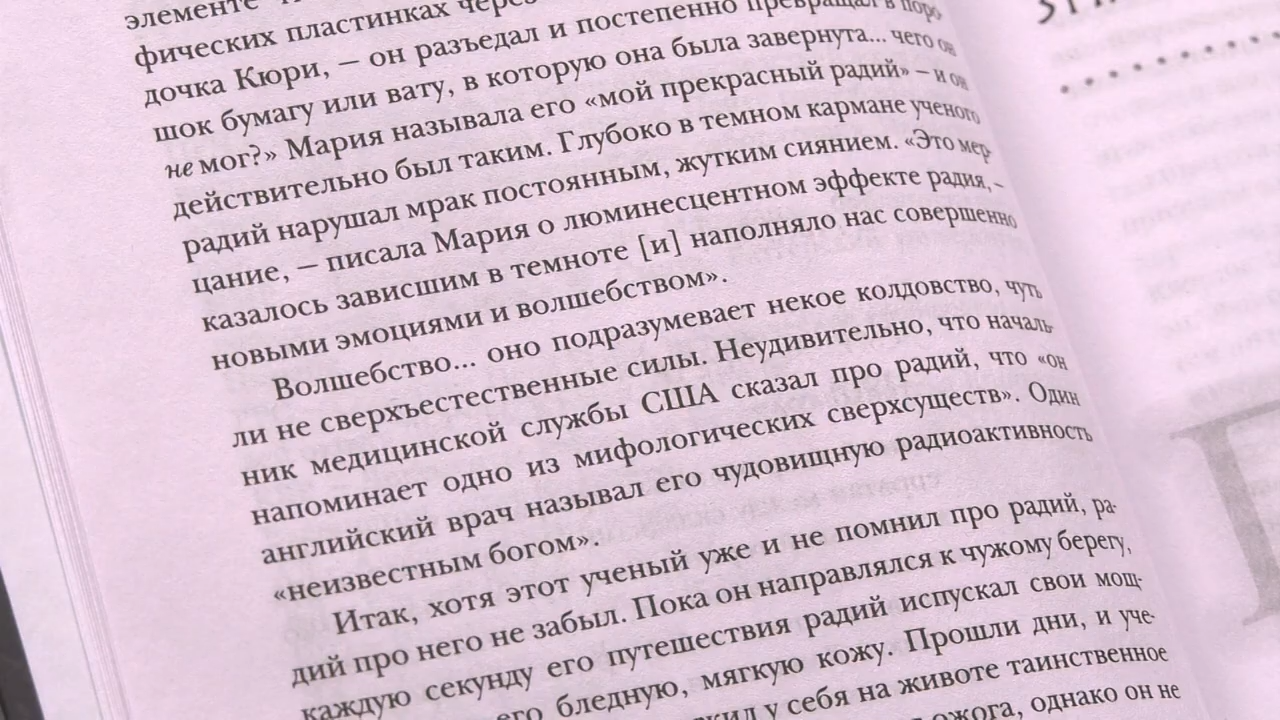 элементе
фических пластинках через
дочка Кюри, – он разъедал и постепенно превращал в поро-
шок бумагу или вату, в которую она была завернута... чего он
не мог?» Мария называла его «мой прекрасный радий» – и он
действительно был таким. Глубоко в темном кармане ученого
радий нарушал мрак постоянным, жутким сиянием. «Это мер-
цание, – писала Мария о люминесцентном эффекте радия, –
казалось зависшим в темноте [и] наполняло нас совершенно
новыми эмоциями и волшебством».
Волшебство... оно подразумевает некое колдовство, чуть
ли не сверхъестественные силы. Неудивительно, что началь-
ник медицинской службы США сказал про радий, что «он
напоминает одно из мифологических сверхсуществ». Один
английский врач называл его чудовищную радиоактивность
«неизвестным богом».
Итак, хотя этот ученый уже и не помнил про радий, ра-
дий про него не забыл. Пока он направлялся к чужому берегу,
каждую секунду его путешествия радий испускал свои мощ-
его бледную, мягкую кожу. Прошли дни, и уче-
у себя на животе таинственное
ожога, однако он не